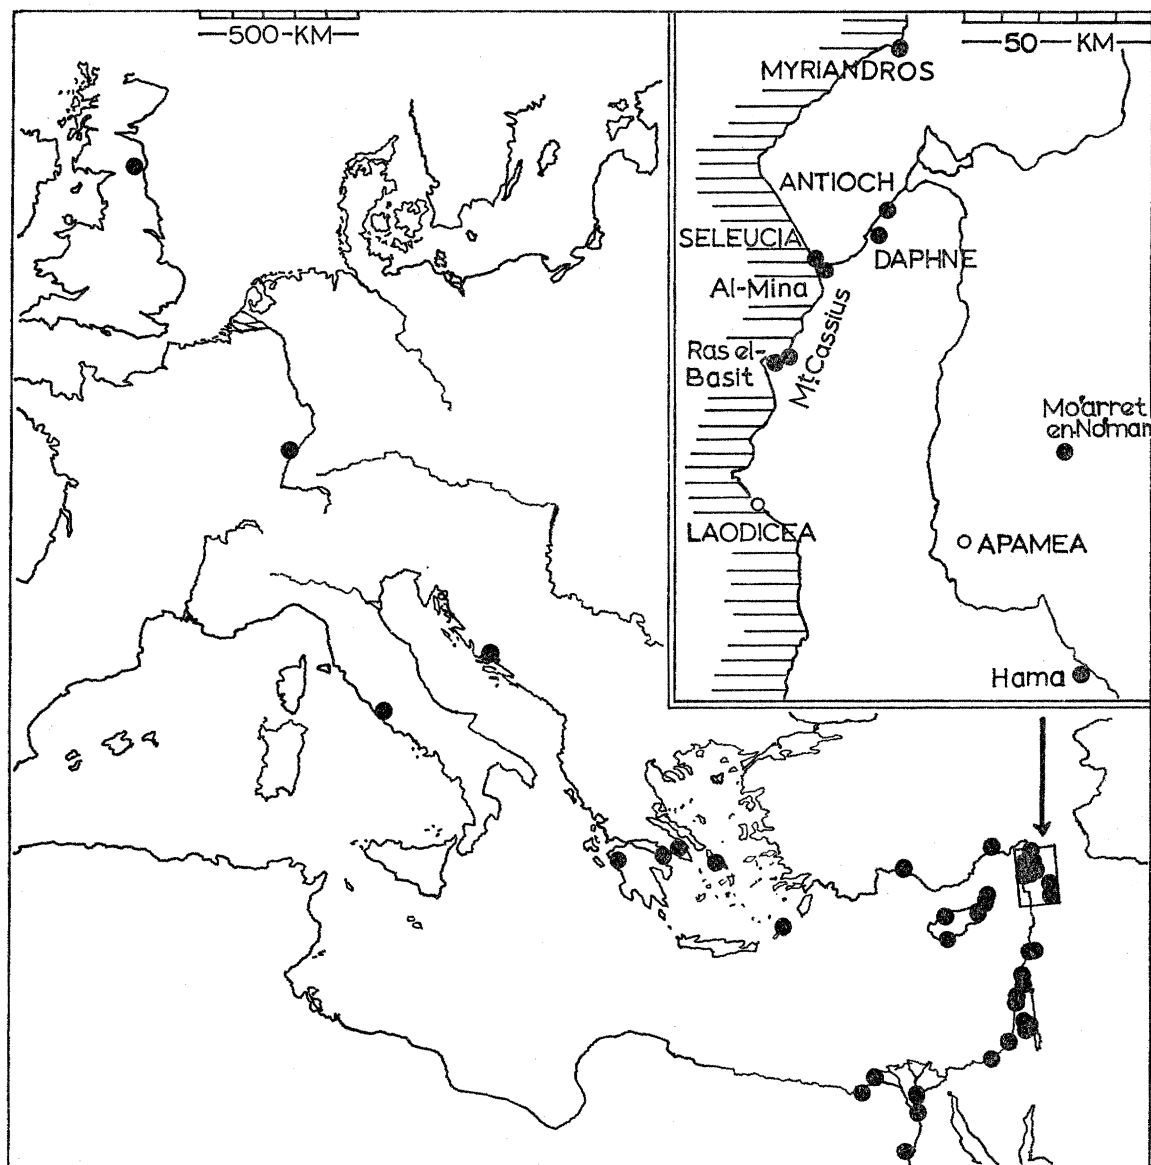 500-KM
50 KM
MYRIANDROS
ANTIOCH
SELEUCIA
DAPHNE
Al-Mina
Mt. Cassius
Ras el-
Basit
Mo'arret
en-No'man
LAODICEA
APAMEA
Hama